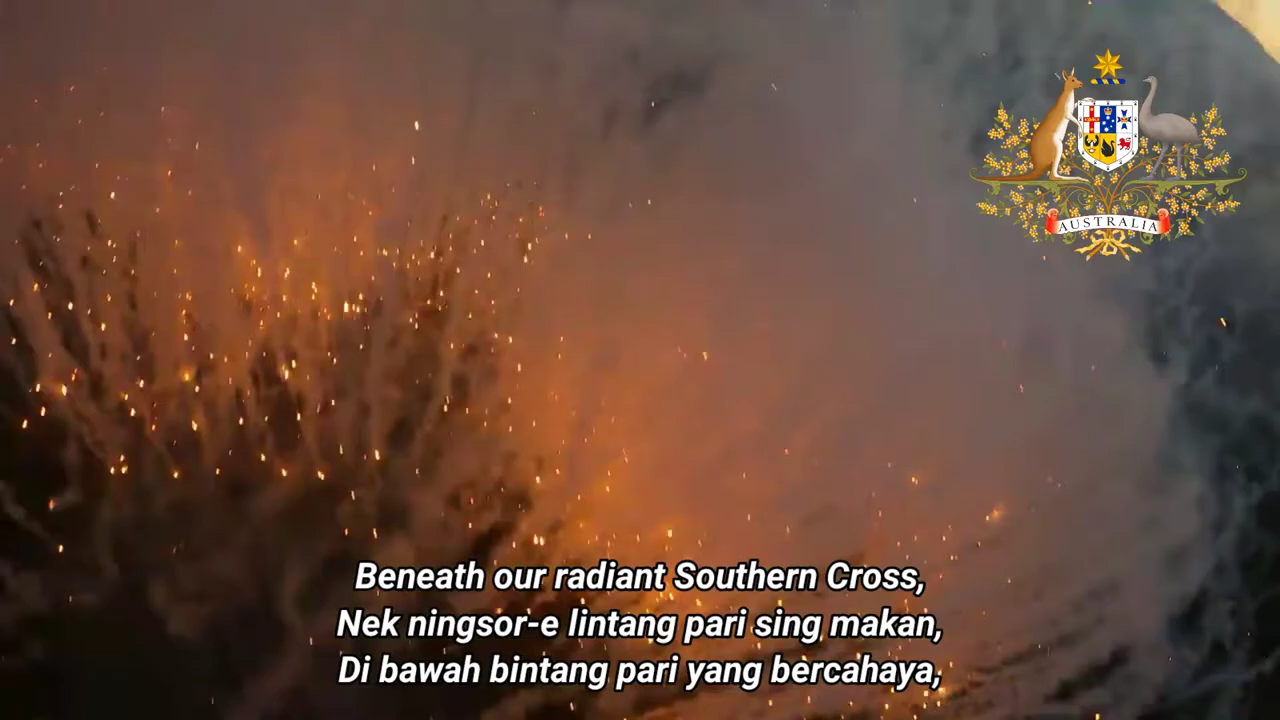 AUSTRALIA
Beneath our radiant Southern Cross,
Nek ningsor-e lintang pari sing makan,
Di bawah bintang pari yang bercahaya,